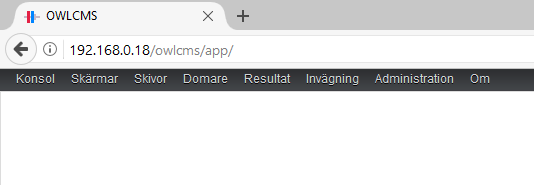 OWLCMS
192.168.0.18/owlcms/app/
Konsol Skärmar Skivor Domare Resultat Invägning Administration Om